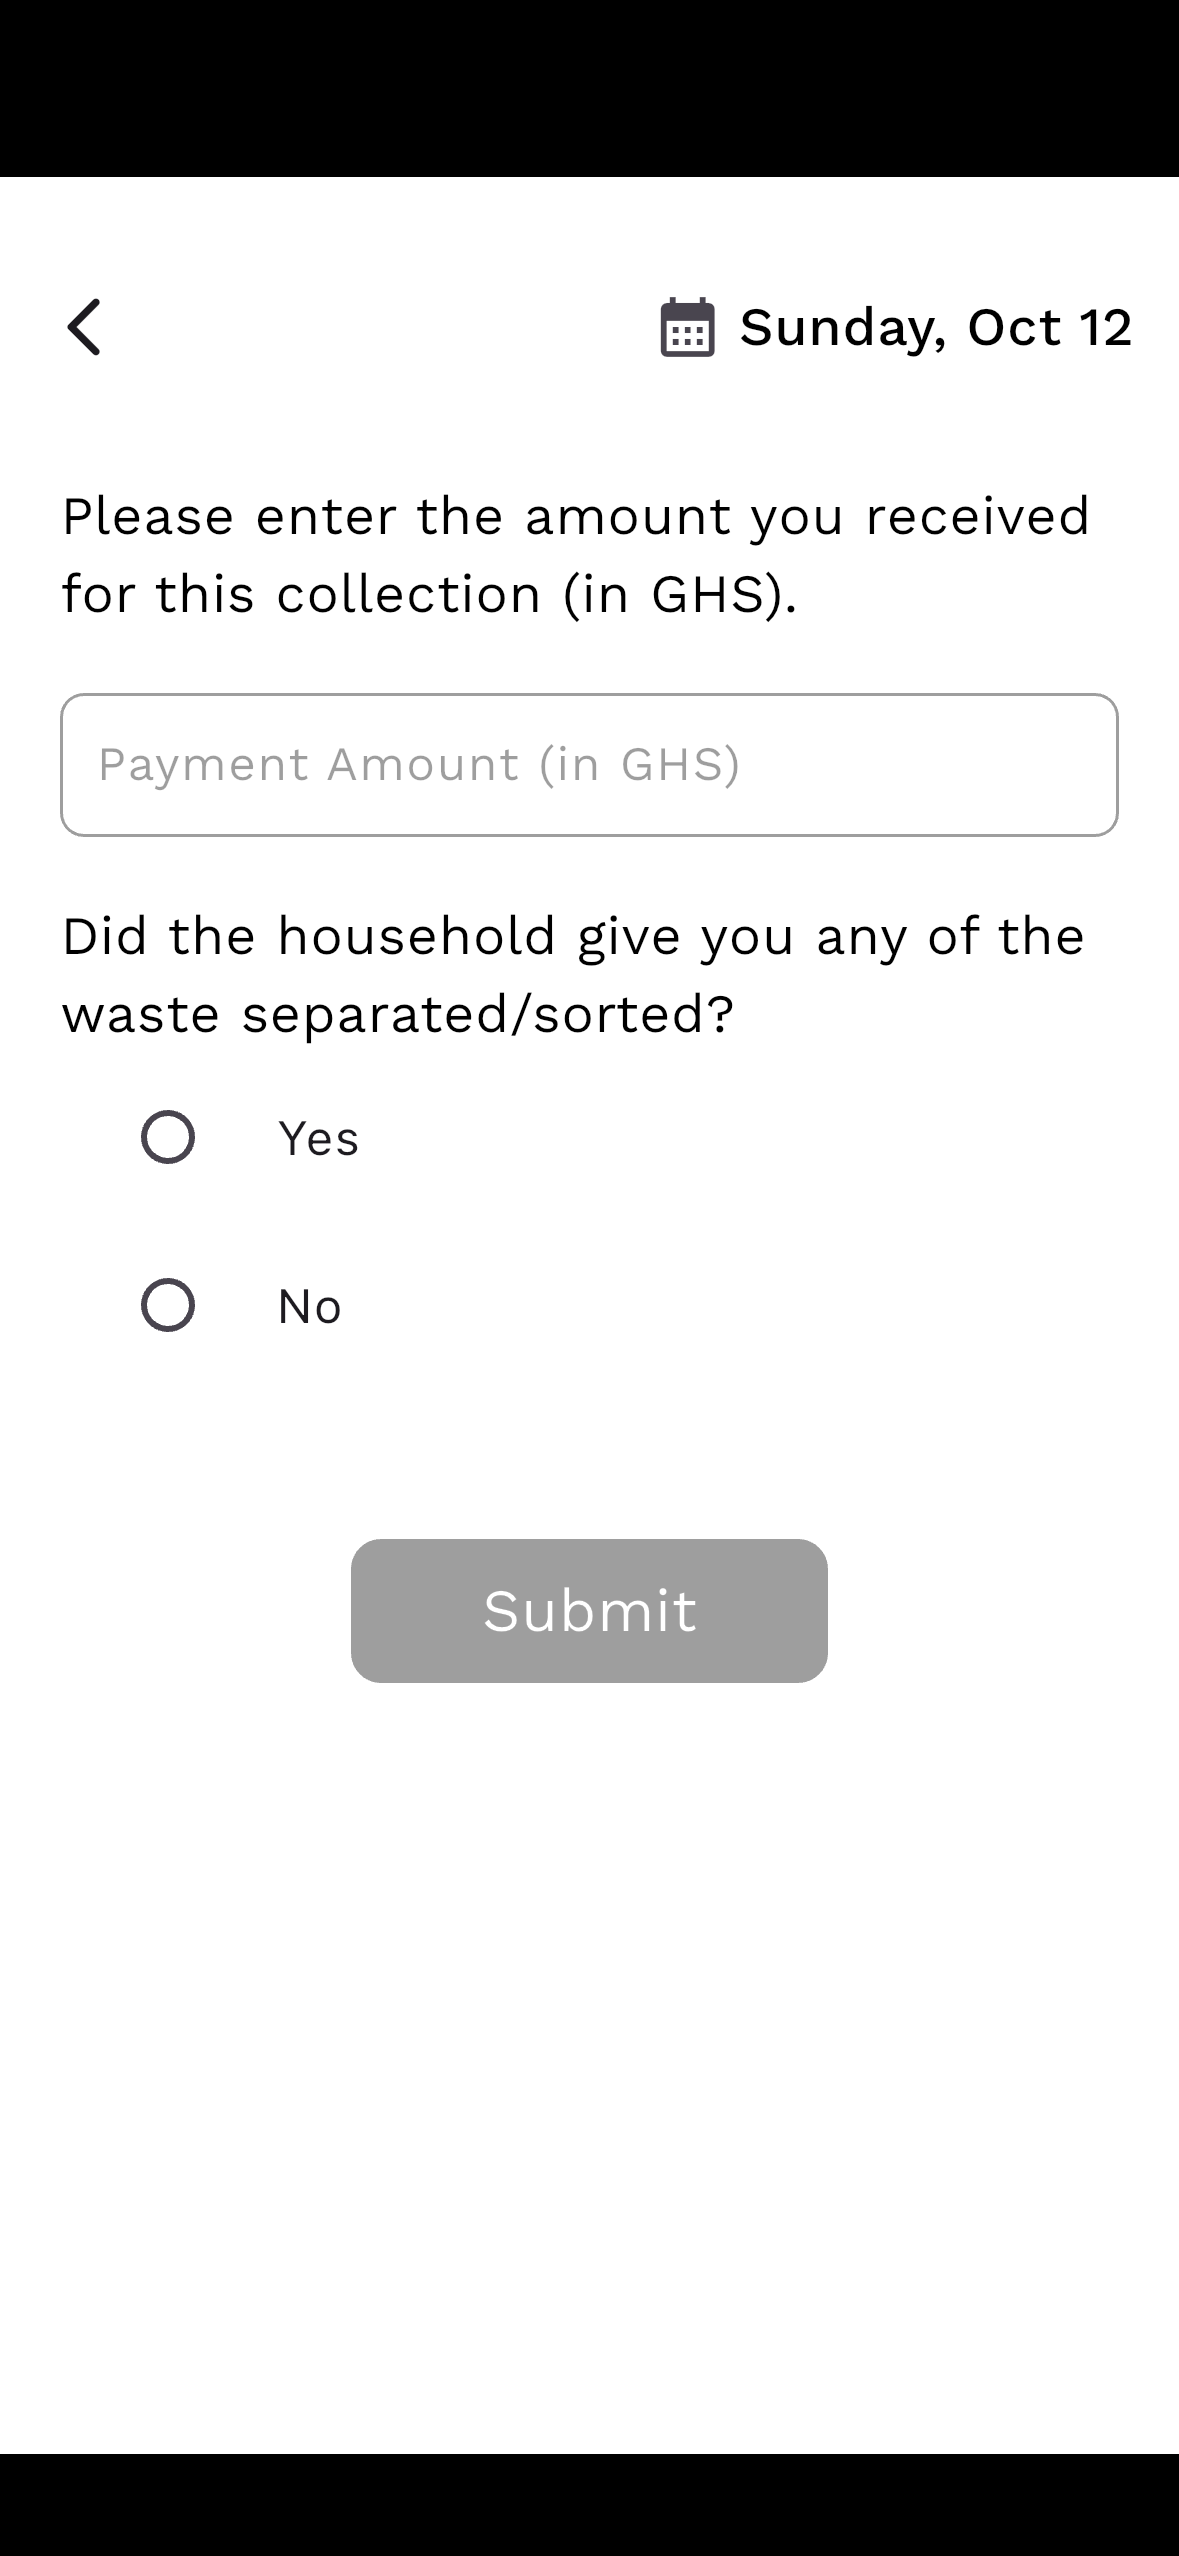 Sunday, Oct 12
Please enter the amount you received
for this collection (in GHS).
Payment Amount (in GHS)
Did the household give you any of the
waste separated/sorted?
Yes
No
Submit